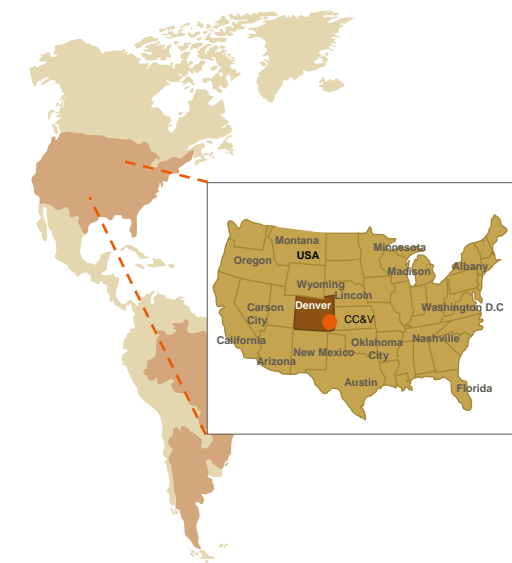 Montana
Minnesota
USA
Oregon
Madison
Albany
Wyoming
Lincoln
Denver
Carson
City
Washington D.C
CC&V
California
Nashville
Oklahoma
City
New Mexico
Arizona
Austin
Florida